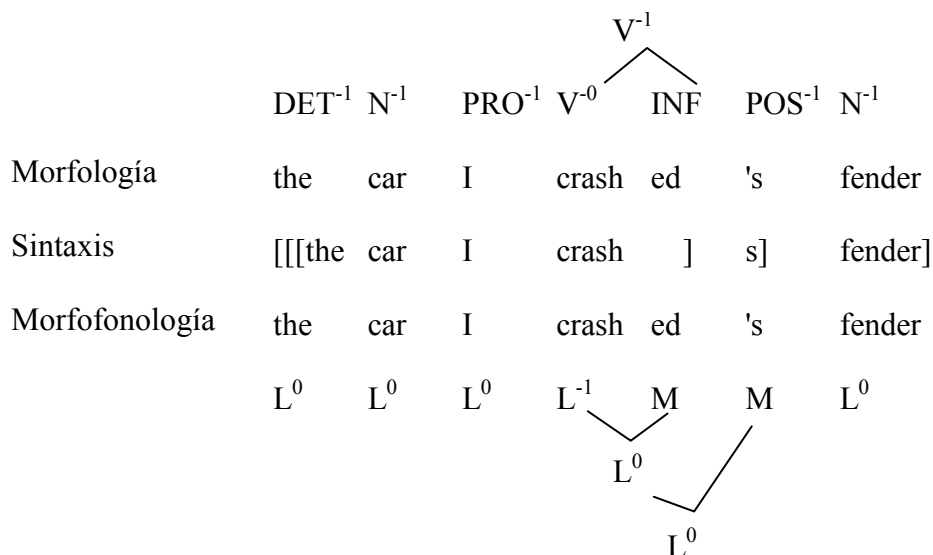 V⁻¹
DET⁻¹ N⁻¹ PRO⁻¹ V⁻⁰ INF POS⁻¹ N⁻¹
Morfología the car I crash ed 's fender
Sintaxis [[[the car I crash ] s] fender]
Morfofonología the car I crash ed 's fender
L⁰ L⁰ L⁰ L⁻¹ M M L⁰
L⁰
L⁰